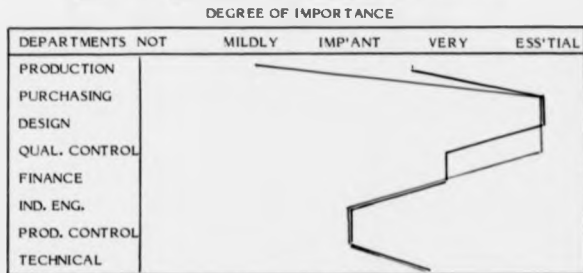 DEGREE OF IMPORTANCE
DEPARTMENTS NOT MILDLY IMP'ANT VERY ESS'TIAL
PRODUCTION
PURCHASING
DESIGN
QUAL. CONTROL
FINANCE
IND. ENG.
PROD. CONTROL
TECHNICAL